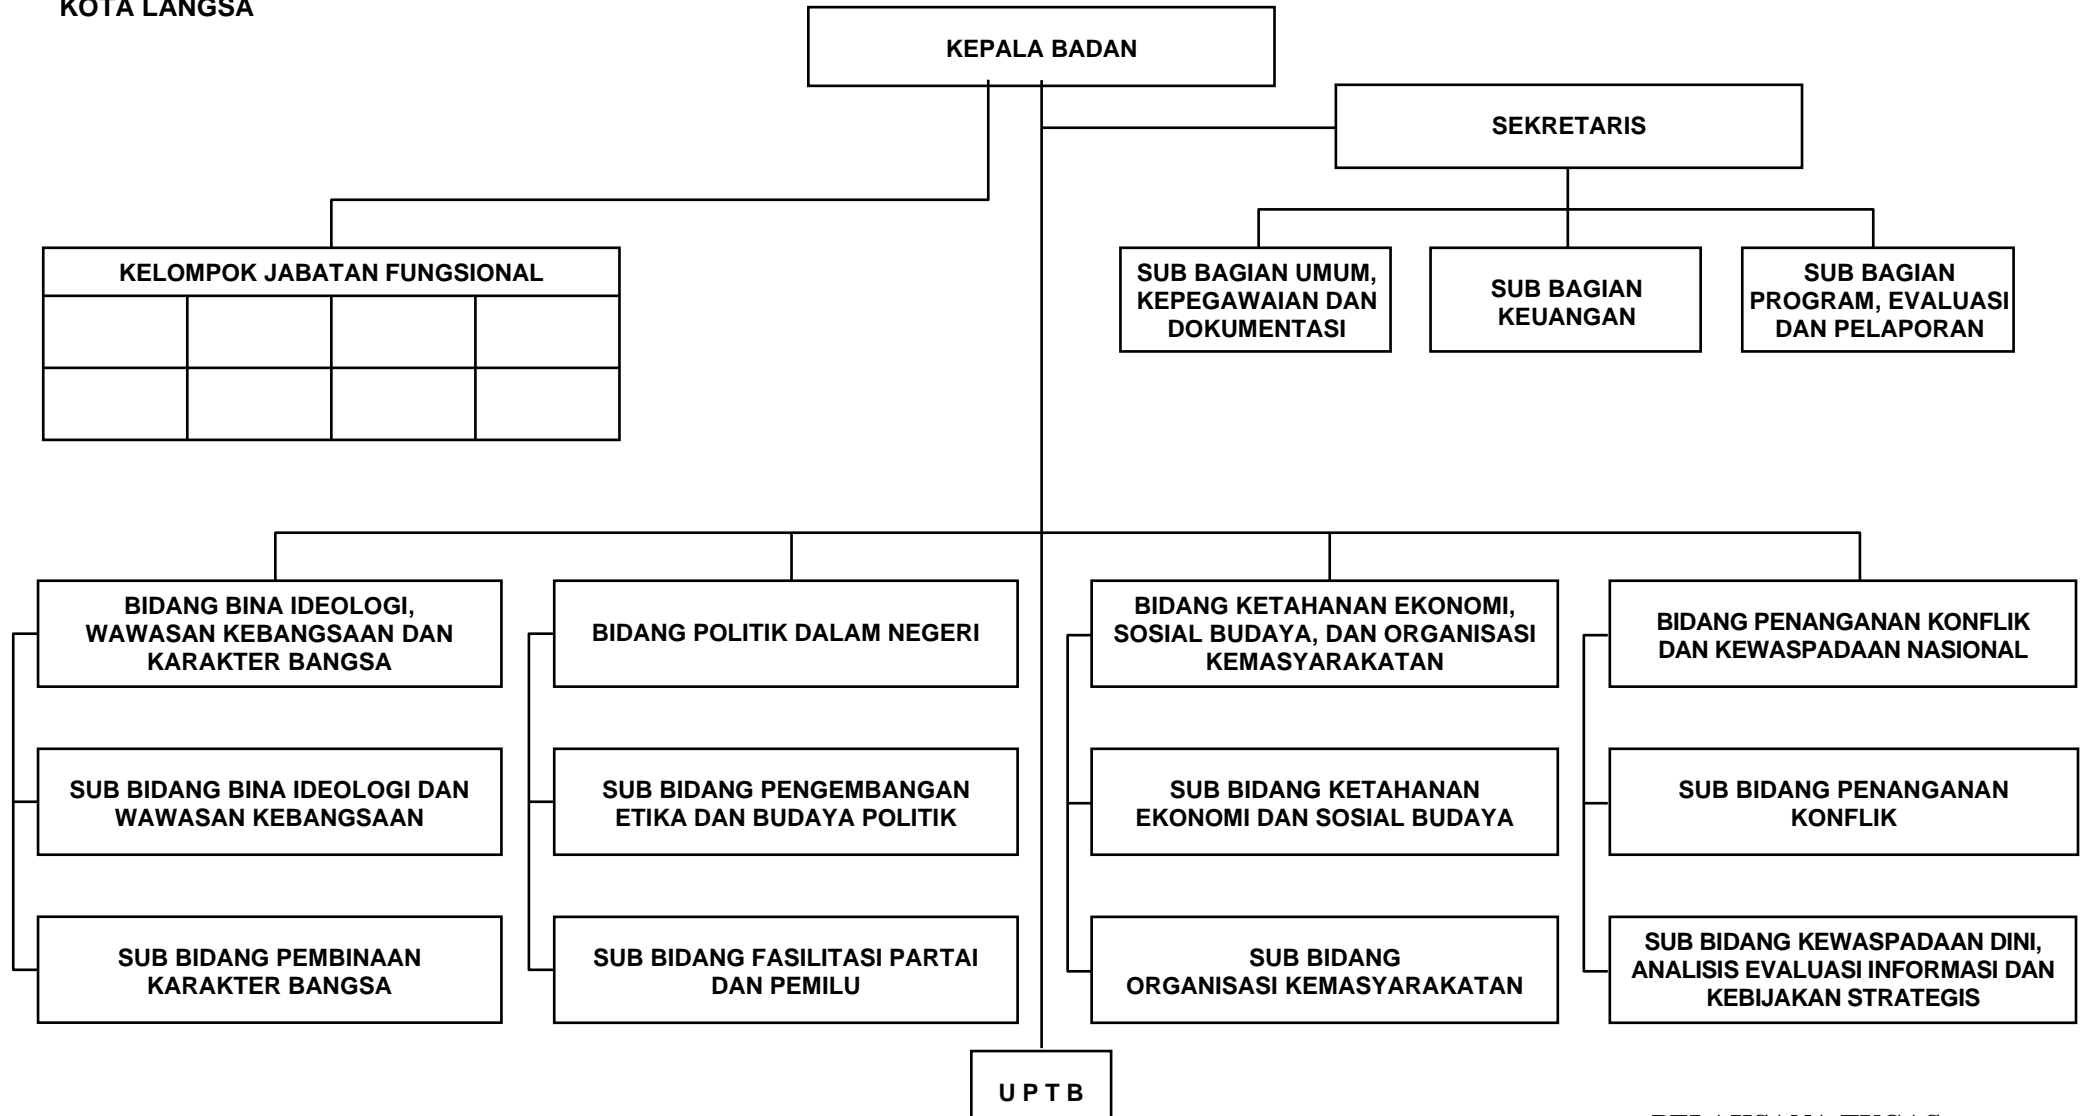 KOTA LANGSA
KEPALA BADAN
SEKRETARIS
KELOMPOK JABATAN FUNGSIONAL
SUB BAGIAN UMUM,
KEPEGAWAIAN DAN
DOKUMENTASI
SUB BAGIAN
KEUANGAN
SUB BAGIAN
PROGRAM, EVALUASI
DAN PELAPORAN
BIDANG BINA IDEOLOGI,
WAWASAN KEBANGSAAN DAN
KARAKTER BANGSA
BIDANG POLITIK DALAM NEGERI
BIDANG KETAHANAN EKONOMI,
SOSIAL BUDAYA, DAN ORGANISASI
KEMASYARAKATAN
BIDANG PENANGANAN KONFLIK
DAN KEWASPADAAN NASIONAL
SUB BIDANG BINA IDEOLOGI DAN
WAWASAN KEBANGSAAN
SUB BIDANG PENGEMBANGAN
ETIKA DAN BUDAYA POLITIK
SUB BIDANG KETAHANAN
EKONOMI DAN SOSIAL BUDAYA
SUB BIDANG PENANGANAN
KONFLIK
SUB BIDANG PEMBINAAN
KARAKTER BANGSA
SUB BIDANG FASILITASI PARTAI
DAN PEMILU
SUB BIDANG
ORGANISASI KEMASYARAKATAN
SUB BIDANG KEWASPADAAN DINI,
ANALISIS EVALUASI INFORMASI DAN
KEBIJAKAN STRATEGIS
U P T B
PELAKSANA TUGAS